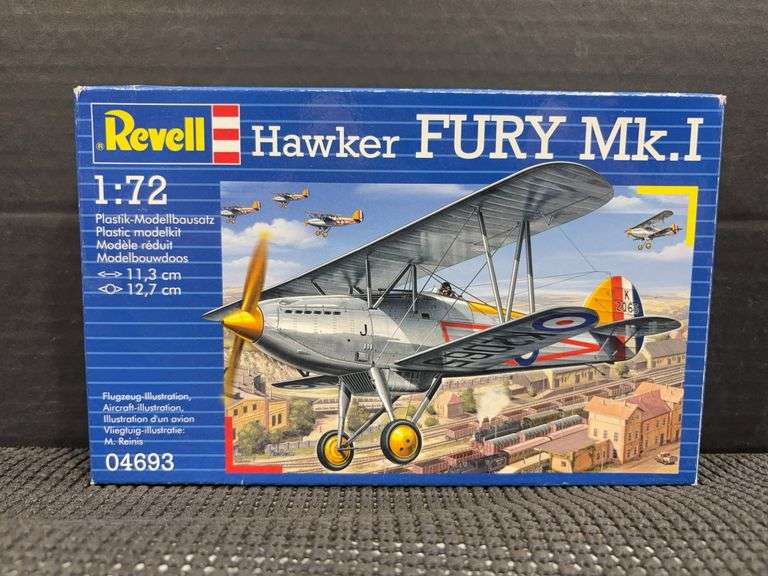 ® Revell
Hawker FURY Mk.I
1:72
Plastik-Modellbausatz
Plastic modelkit
Modèle réduit
Modelbouwdoos
11,3 cm
12,7 cm
J
K
Flugzeug-Illustration,
Aircraft-illustration,
Illustration d'un avion
Vliegtuig-illustratie:
M. Reinis
04693